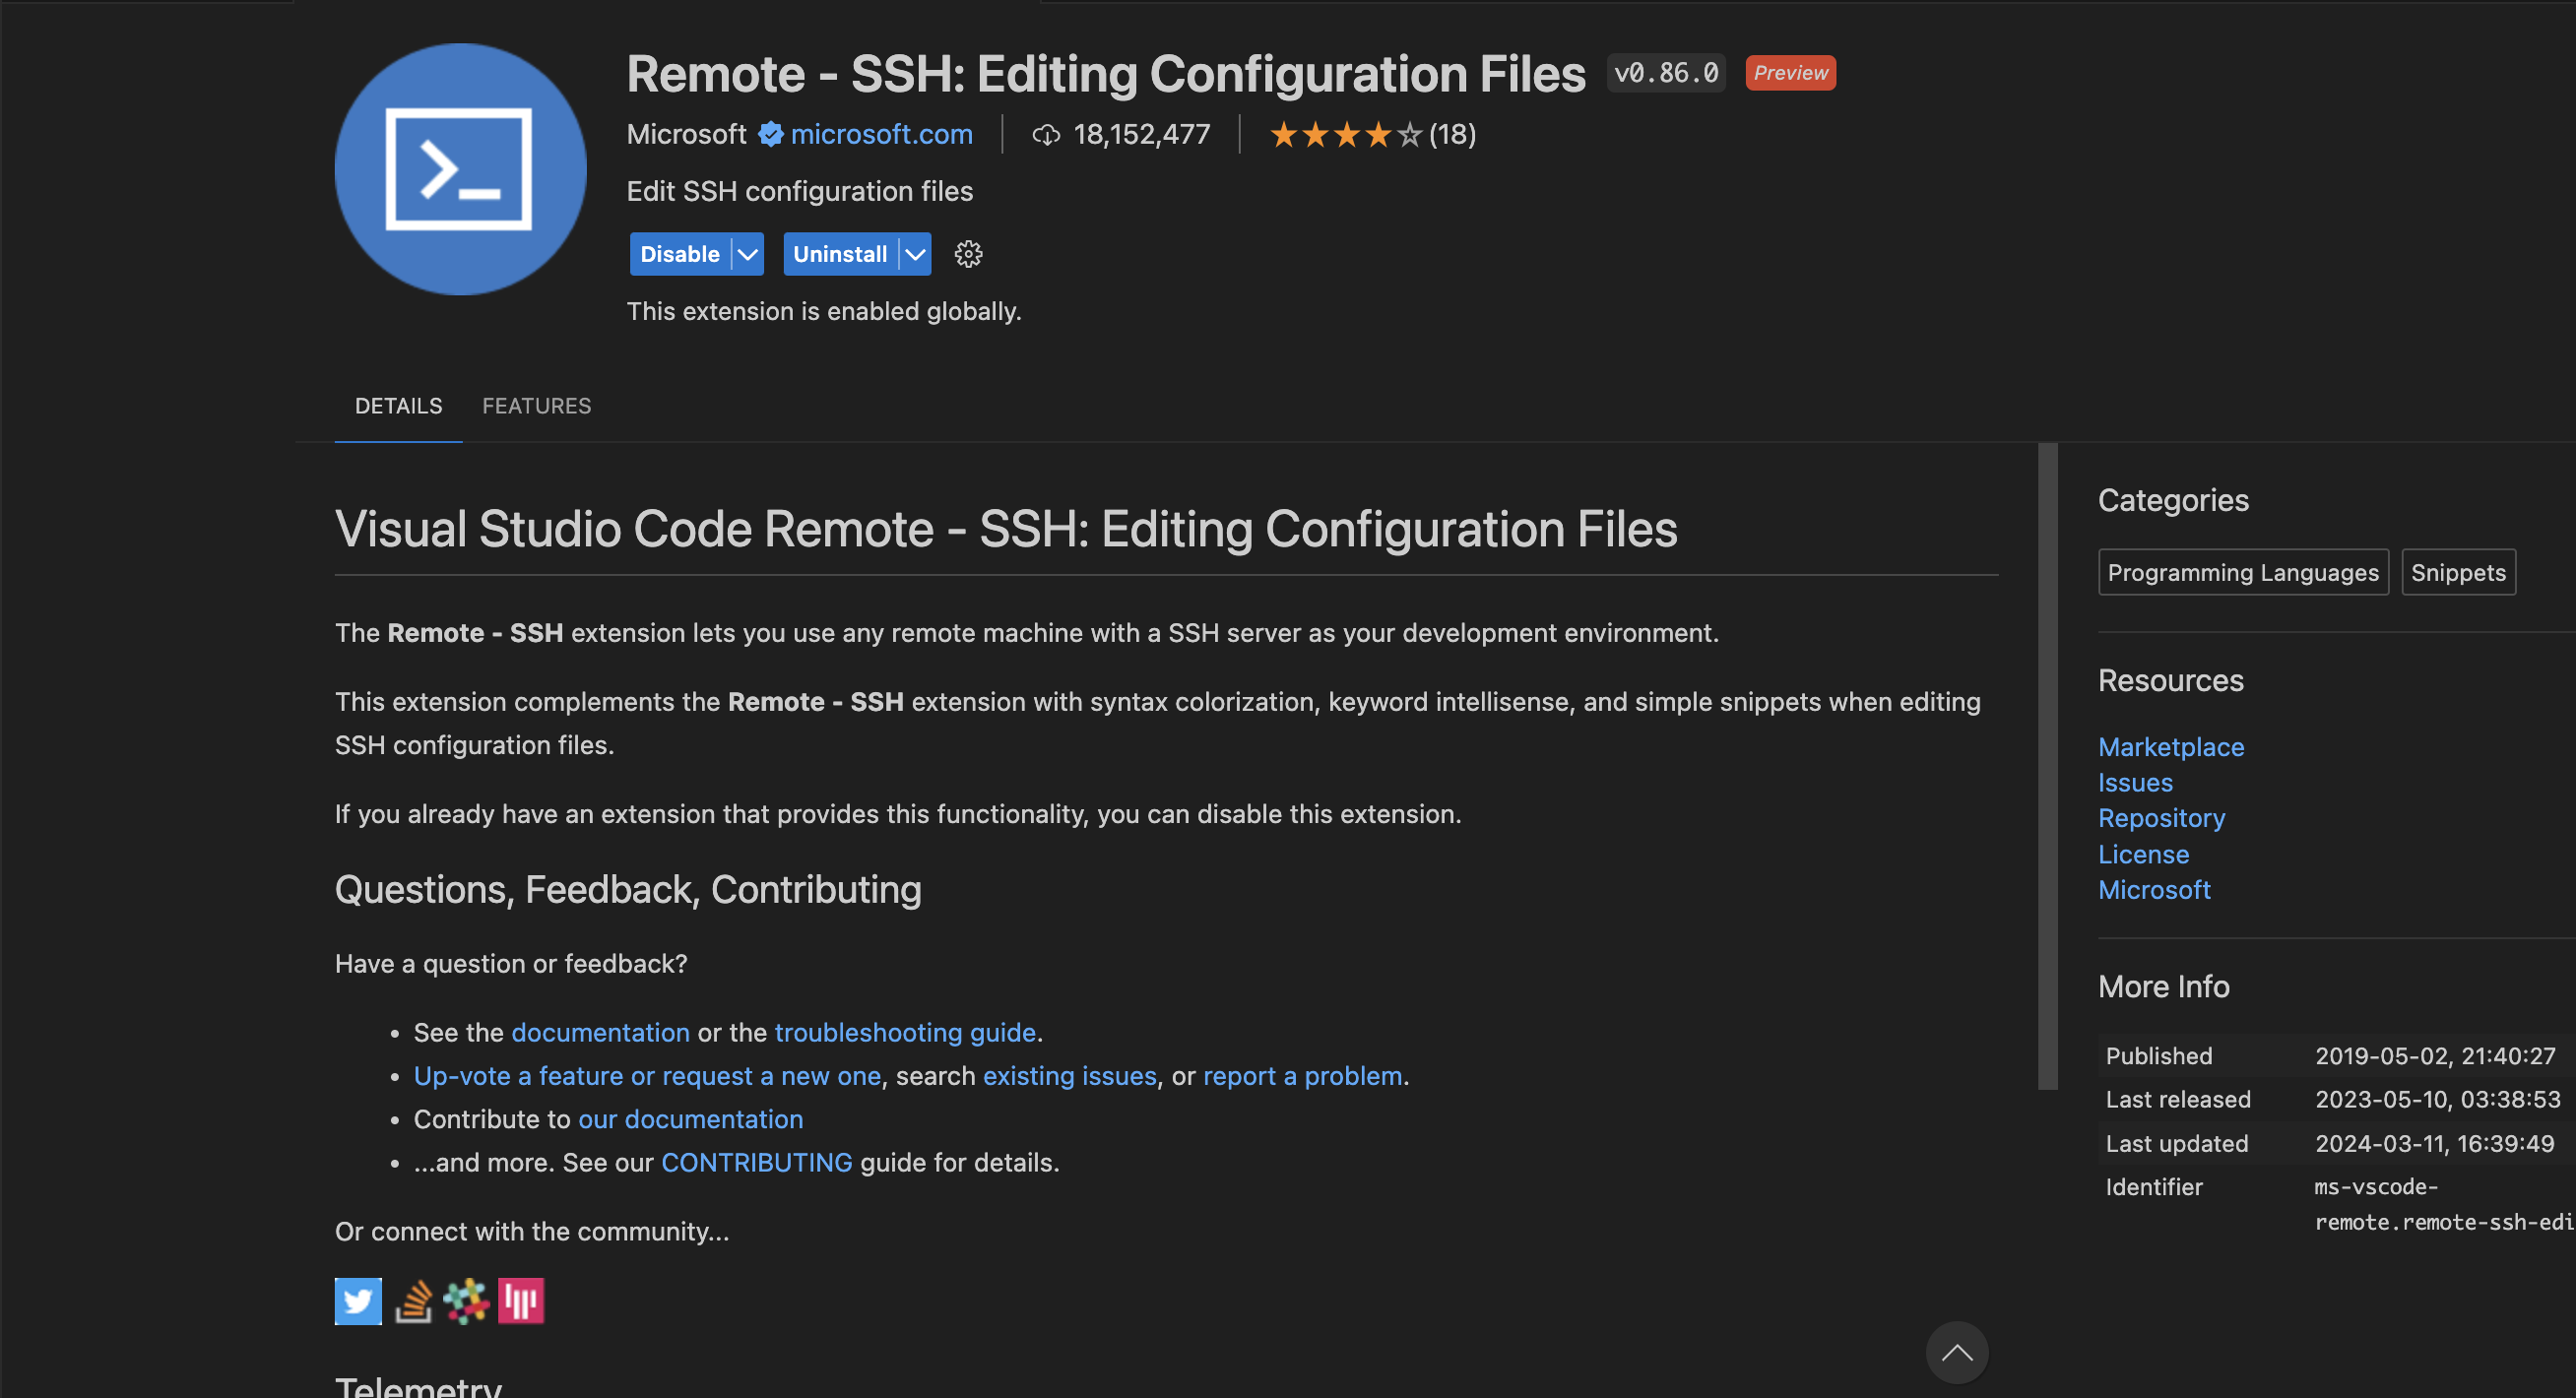 Remote - SSH: Editing Configuration Files v0.86.0 Preview
Microsoft microsoft.com 18,152,477 (18)
Edit SSH configuration files
Disable Uninstall
This extension is enabled globally.
DETAILS FEATURES
Visual Studio Code Remote - SSH: Editing Configuration Files
The Remote - SSH extension lets you use any remote machine with a SSH server as your development environment.
This extension complements the Remote - SSH extension with syntax colorization, keyword intellisense, and simple snippets when editing
SSH configuration files.
If you already have an extension that provides this functionality, you can disable this extension.
Questions, Feedback, Contributing
Have a question or feedback?
• See the documentation or the troubleshooting guide.
• Up-vote a feature or request a new one, search existing issues, or report a problem.
• Contribute to our documentation
• ...and more. See our CONTRIBUTING guide for details.
Or connect with the community...
Telemetry
Categories
Programming Languages Snippets
Resources
Marketplace
Issues
Repository
License
Microsoft
More Info
Published 2019-05-02, 21:40:27
Last released 2023-05-10, 03:38:53
Last updated 2024-03-11, 16:39:49
Identifier ms-vscode-
remote.remote-ssh-edi